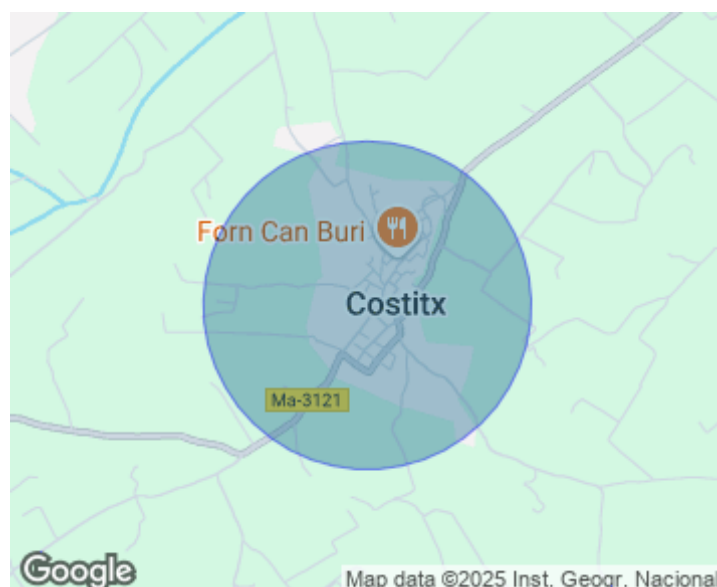 Forn Can Buri
Costitx
Ma-3121
Google
Map data ©2025 Inst. Geogr. Nacional